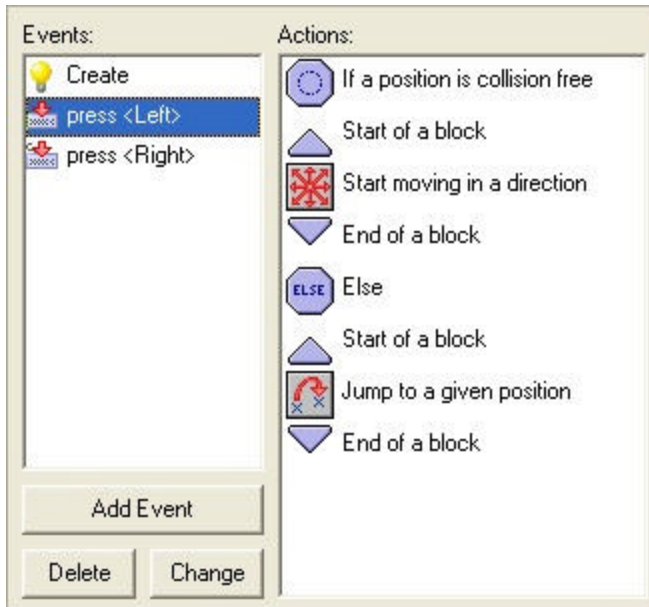 Events:
Create
press <Left>
press <Right>
Add Event
Delete
Change
Actions:
If a position is collision free
Start of a block
Start moving in a direction
End of a block
ELSE Else
Start of a block
Jump to a given position
End of a block